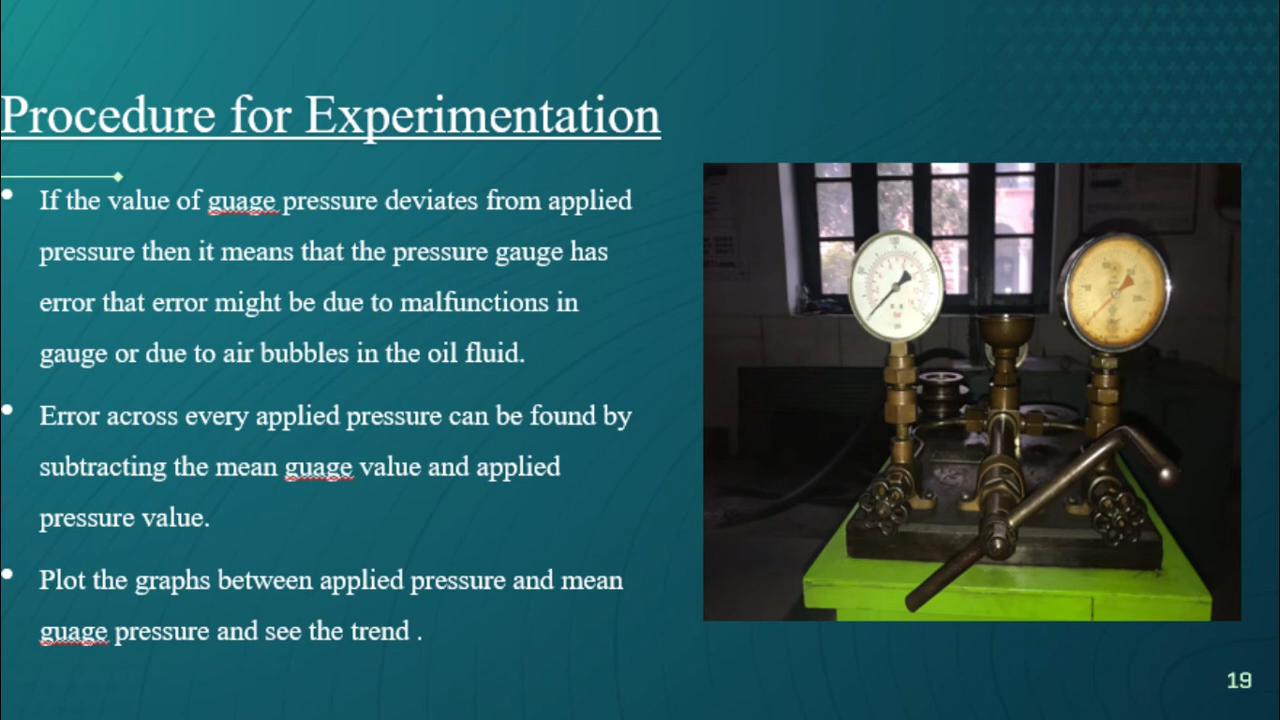 Procedure for Experimentation
If the value of guage pressure deviates from applied
pressure then it means that the pressure gauge has
error that error might be due to malfunctions in
gauge or due to air bubbles in the oil fluid.
Error across every applied pressure can be found by
subtracting the mean guage value and applied
pressure value.
Plot the graphs between applied pressure and mean
guage pressure and see the trend .
19